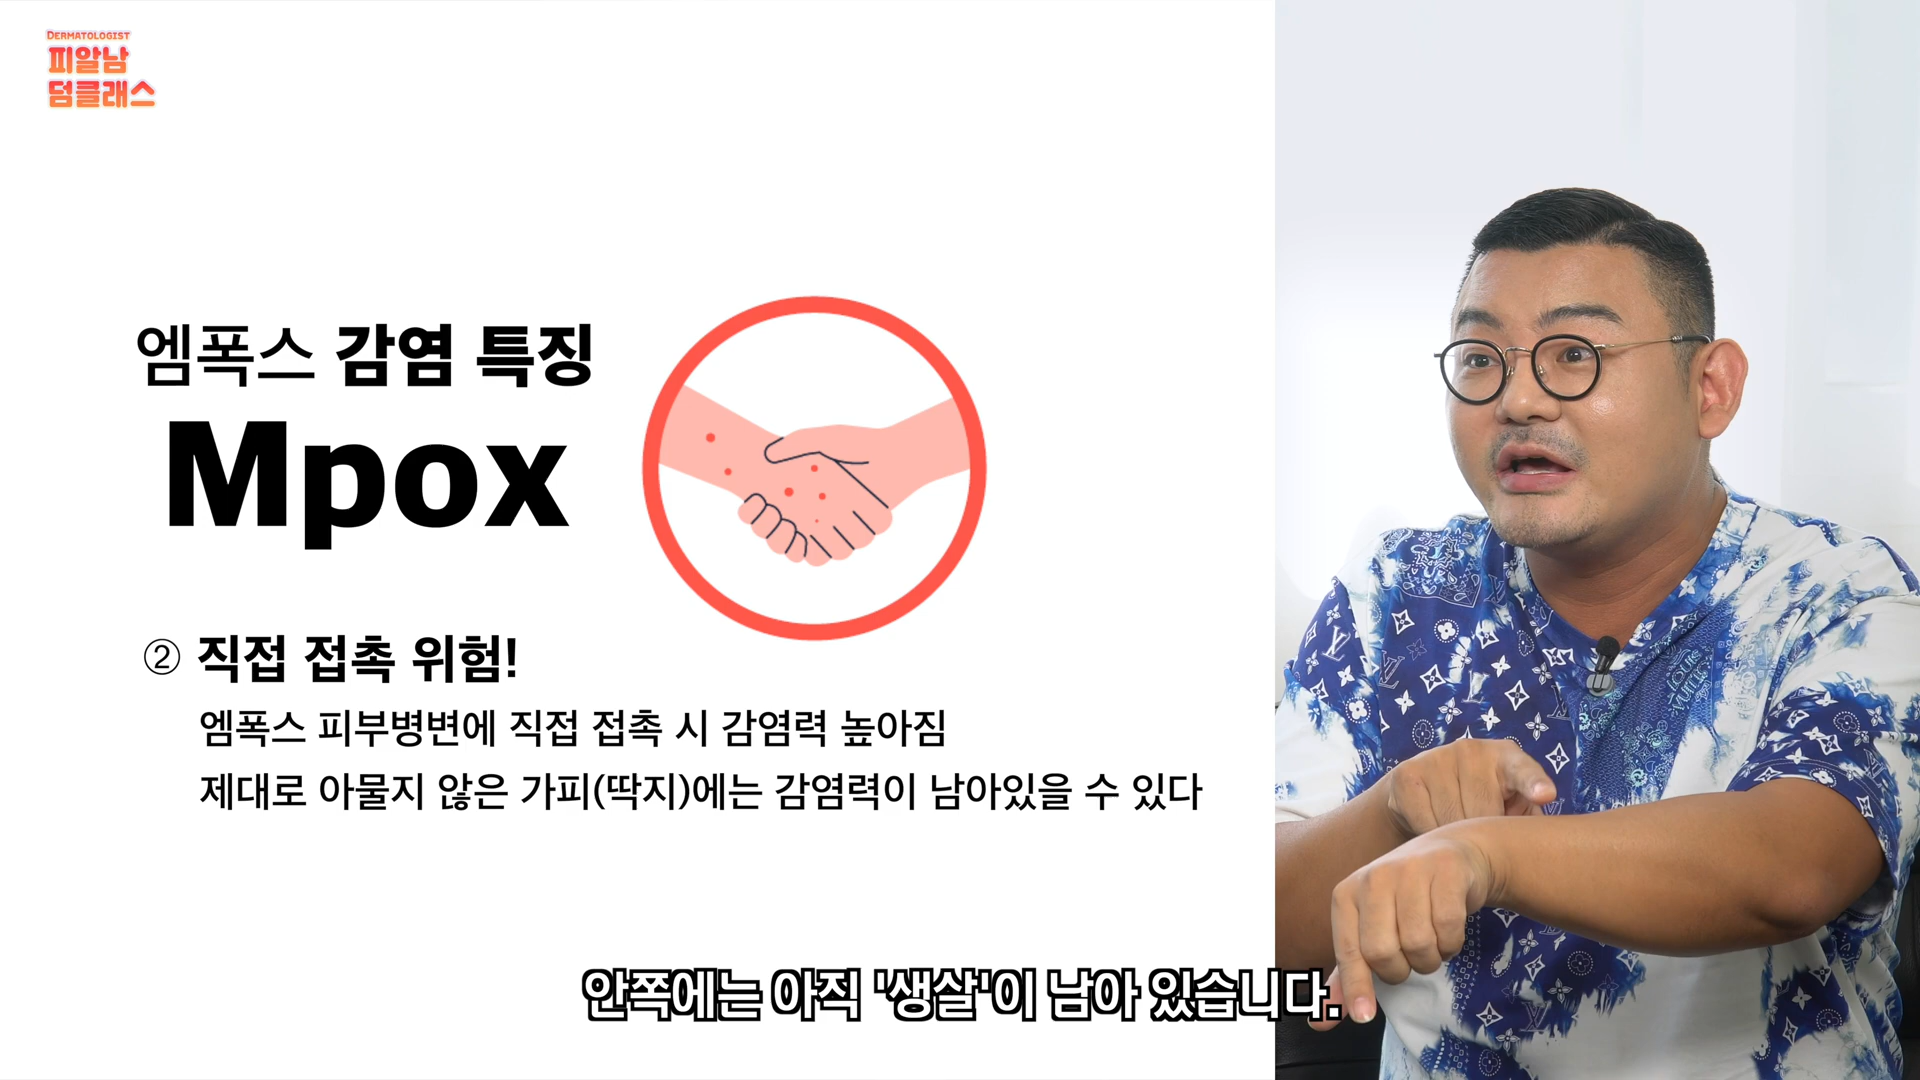 DERMATOLOGIST
피알남
덤클래스
엠폭스 감염 특징
Mpox
② 직접 접촉 위험!
엠폭스 피부병변에 직접 접촉 시 감염력 높아짐
제대로 아물지 않은 가피(딱지)에는 감염력이 남아있을 수 있다
LOUIS
VUITTON
안쪽에는 아직 '생살'이 남아 있습니다.